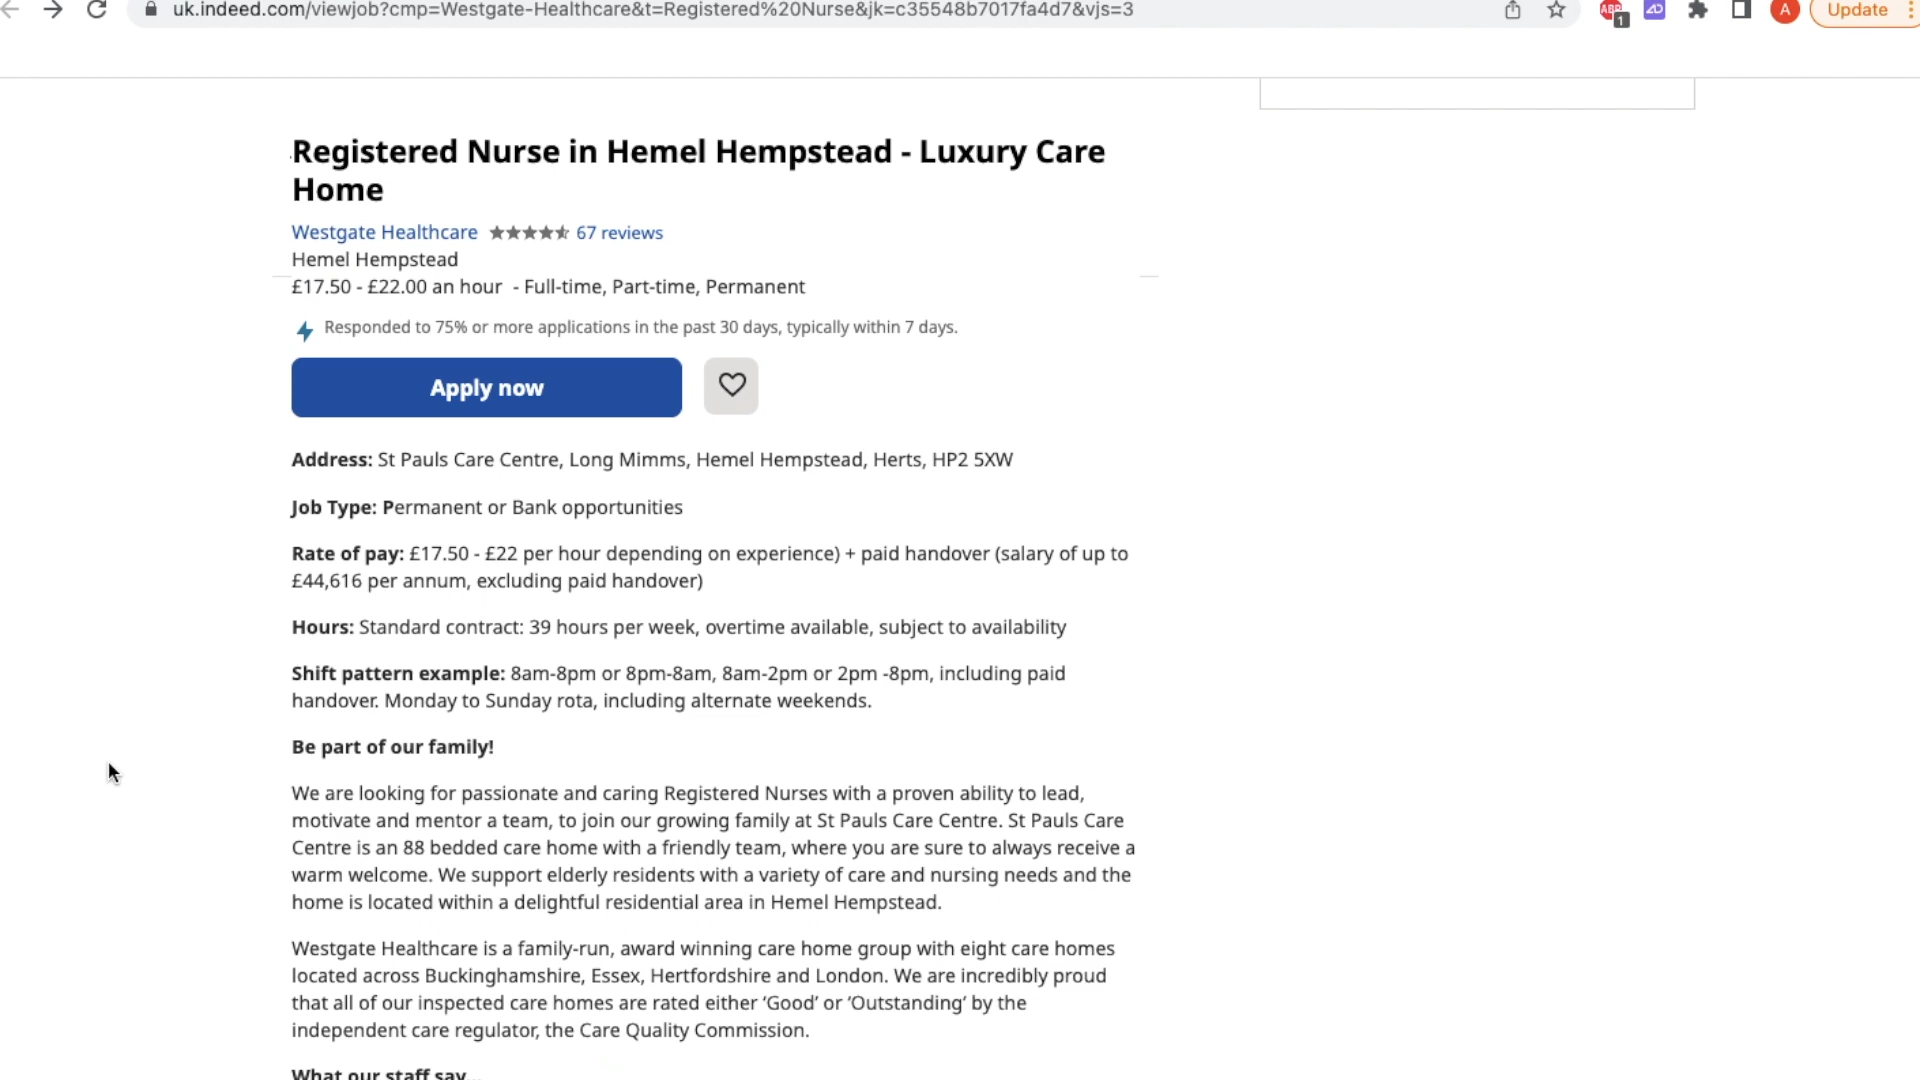 uk.indeed.com/viewjob?cmp=Westgate-Healthcare&t=Registered%20Nurse&jk=c35548b7017fa4d7&vjs=3
ABP
1
A
Update
Registered Nurse in Hemel Hempstead - Luxury Care
Home
Westgate Healthcare 67 reviews
Hemel Hempstead
£17.50 - £22.00 an hour - Full-time, Part-time, Permanent
Responded to 75% or more applications in the past 30 days, typically within 7 days.
Apply now
Address: St Pauls Care Centre, Long Mimms, Hemel Hempstead, Herts, HP2 5XW
Job Type: Permanent or Bank opportunities
Rate of pay: £17.50 - £22 per hour depending on experience) + paid handover (salary of up to
£44,616 per annum, excluding paid handover)
Hours: Standard contract: 39 hours per week, overtime available, subject to availability
Shift pattern example: 8am-8pm or 8pm-8am, 8am-2pm or 2pm -8pm, including paid
handover. Monday to Sunday rota, including alternate weekends.
Be part of our family!
We are looking for passionate and caring Registered Nurses with a proven ability to lead,
motivate and mentor a team, to join our growing family at St Pauls Care Centre. St Pauls Care
Centre is an 88 bedded care home with a friendly team, where you are sure to always receive a
warm welcome. We support elderly residents with a variety of care and nursing needs and the
home is located within a delightful residential area in Hemel Hempstead.
Westgate Healthcare is a family-run, award winning care home group with eight care homes
located across Buckinghamshire, Essex, Hertfordshire and London. We are incredibly proud
that all of our inspected care homes are rated either ‘Good’ or ‘Outstanding’ by the
independent care regulator, the Care Quality Commission.
What our staff say...